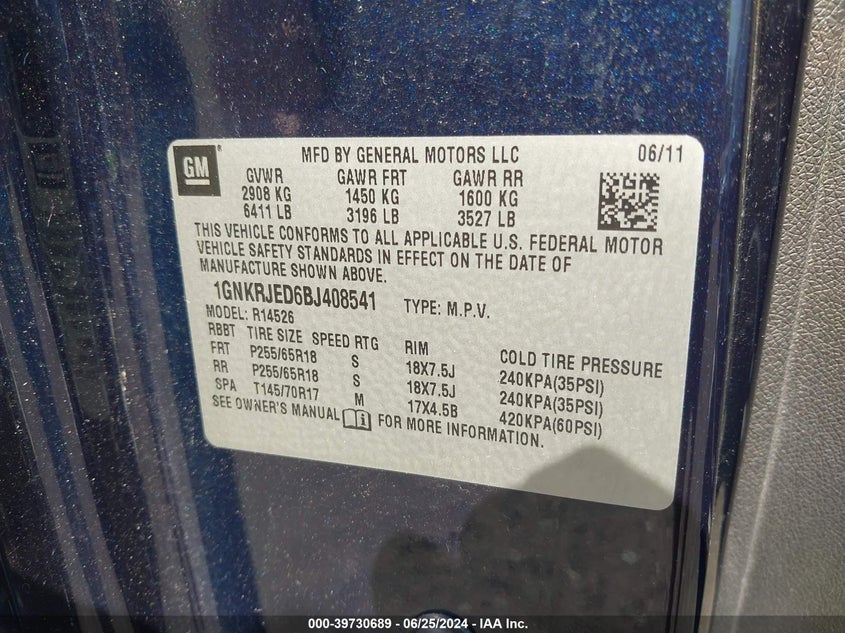 GM®
MFD BY GENERAL MOTORS LLC 06/11
GVWR GAWR FRT GAWR RR
2908 KG 1450 KG 1600 KG
6411 LB 3196 LB 3527 LB
THIS VEHICLE CONFORMS TO ALL APPLICABLE U.S. FEDERAL MOTOR
VEHICLE SAFETY STANDARDS IN EFFECT ON THE DATE OF
MANUFACTURE SHOWN ABOVE.
1GNKRJED6BJ408541 TYPE: M.P.V.
MODEL: R14526
RBBT TIRE SIZE SPEED RTG RIM COLD TIRE PRESSURE
FRT P255/65R18 S 18X7.5J 240KPA(35PSI)
RR P255/65R18 S 18X7.5J 240KPA(35PSI)
SPA T145/70R17 M 17X4.5B 420KPA(60PSI)
SEE OWNER'S MANUAL FOR MORE INFORMATION.
000-39730689 - 06/25/2024 - IAA Inc.